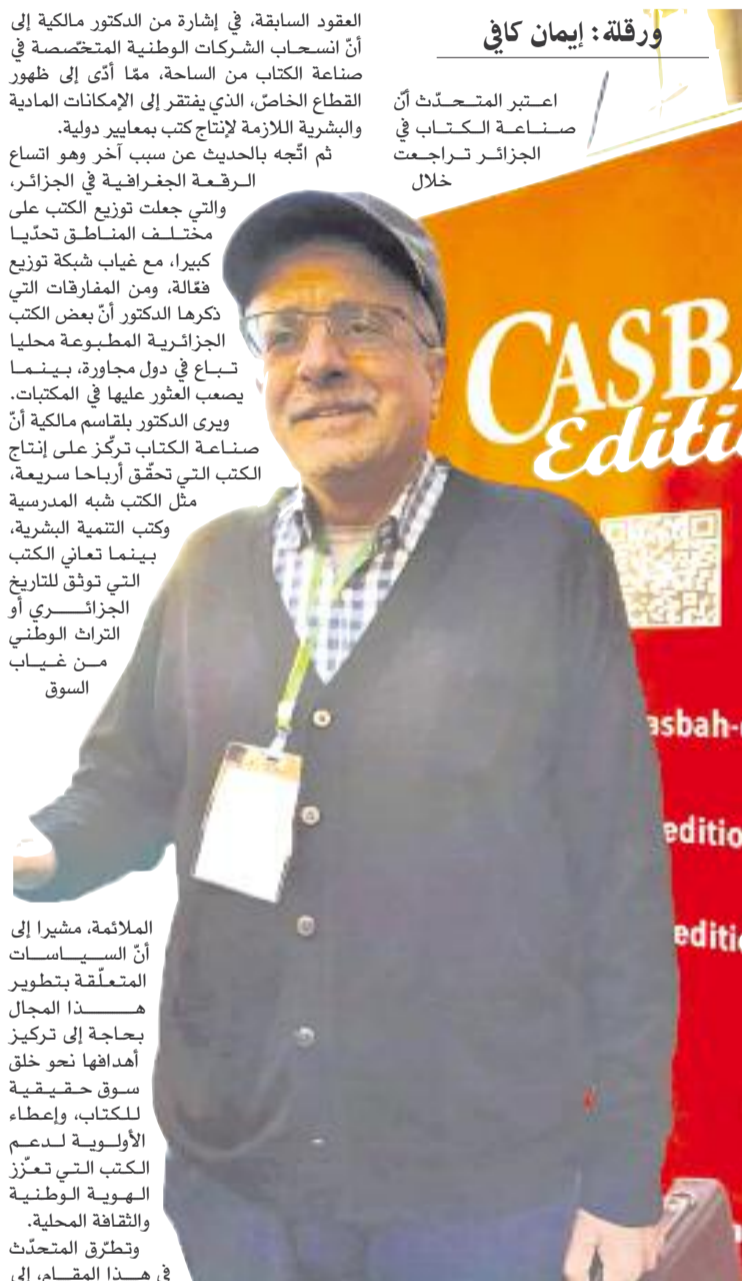 ورقلة: إيمان كافي
اعتبر المتحدّث أنّ
صناعة الكتاب في
الجزائر تراجعت
خلال
العقود السابقة، في إشارة من الدكتور مالكية إلى
أنّ انسحاب الشركات الوطنية المتخصّصة في
صناعة الكتاب من الساحة، ممّا أدّى إلى ظهور
القطاع الخاصّ، الذي يفتقر إلى الإمكانات المادية
والبشرية اللازمة لإنتاج كتب بمعايير دولية.
ثم اتّجه بالحديث عن سبب آخر وهو اتساع
الرقعة الجغرافية في الجزائر،
والتي جعلت توزيع الكتب على
مختلف المناطق تحدّيا
كبيرا، مع غياب شبكة توزيع
فعّالة، ومن المفارقات التي
ذكرها الدكتور أنّ بعض الكتب
الجزائرية المطبوعة محليا
تباع في دول مجاورة، بينما
يصعب العثور عليها في المكتبات.
ويرى الدكتور بلقاسم مالكية أنّ
صناعة الكتاب تركّز على إنتاج
الكتب التي تحقّق أرباحا سريعة،
مثل الكتب شبه المدرسية
وكتب التنمية البشرية،
بينما تعاني الكتب
التي توثق للتاريخ
الجزائري أو
التراث الوطني
من غياب
السوق
الملائمة، مشيرا إلى
أنّ السياسات
المتعلّقة بتطوير
هذا المجال
بحاجة إلى تركيز
أهدافها نحو خلق
سوق حقيقية
للكتاب، وإعطاء
الأولوية لدعم
الكتب التي تعزّز
الهوية الوطنية
والثقافة المحلية.
وتطرّق المتحدّث
في هذا المقام، إلى
CASBA
Editio
asbah-
editio
editio